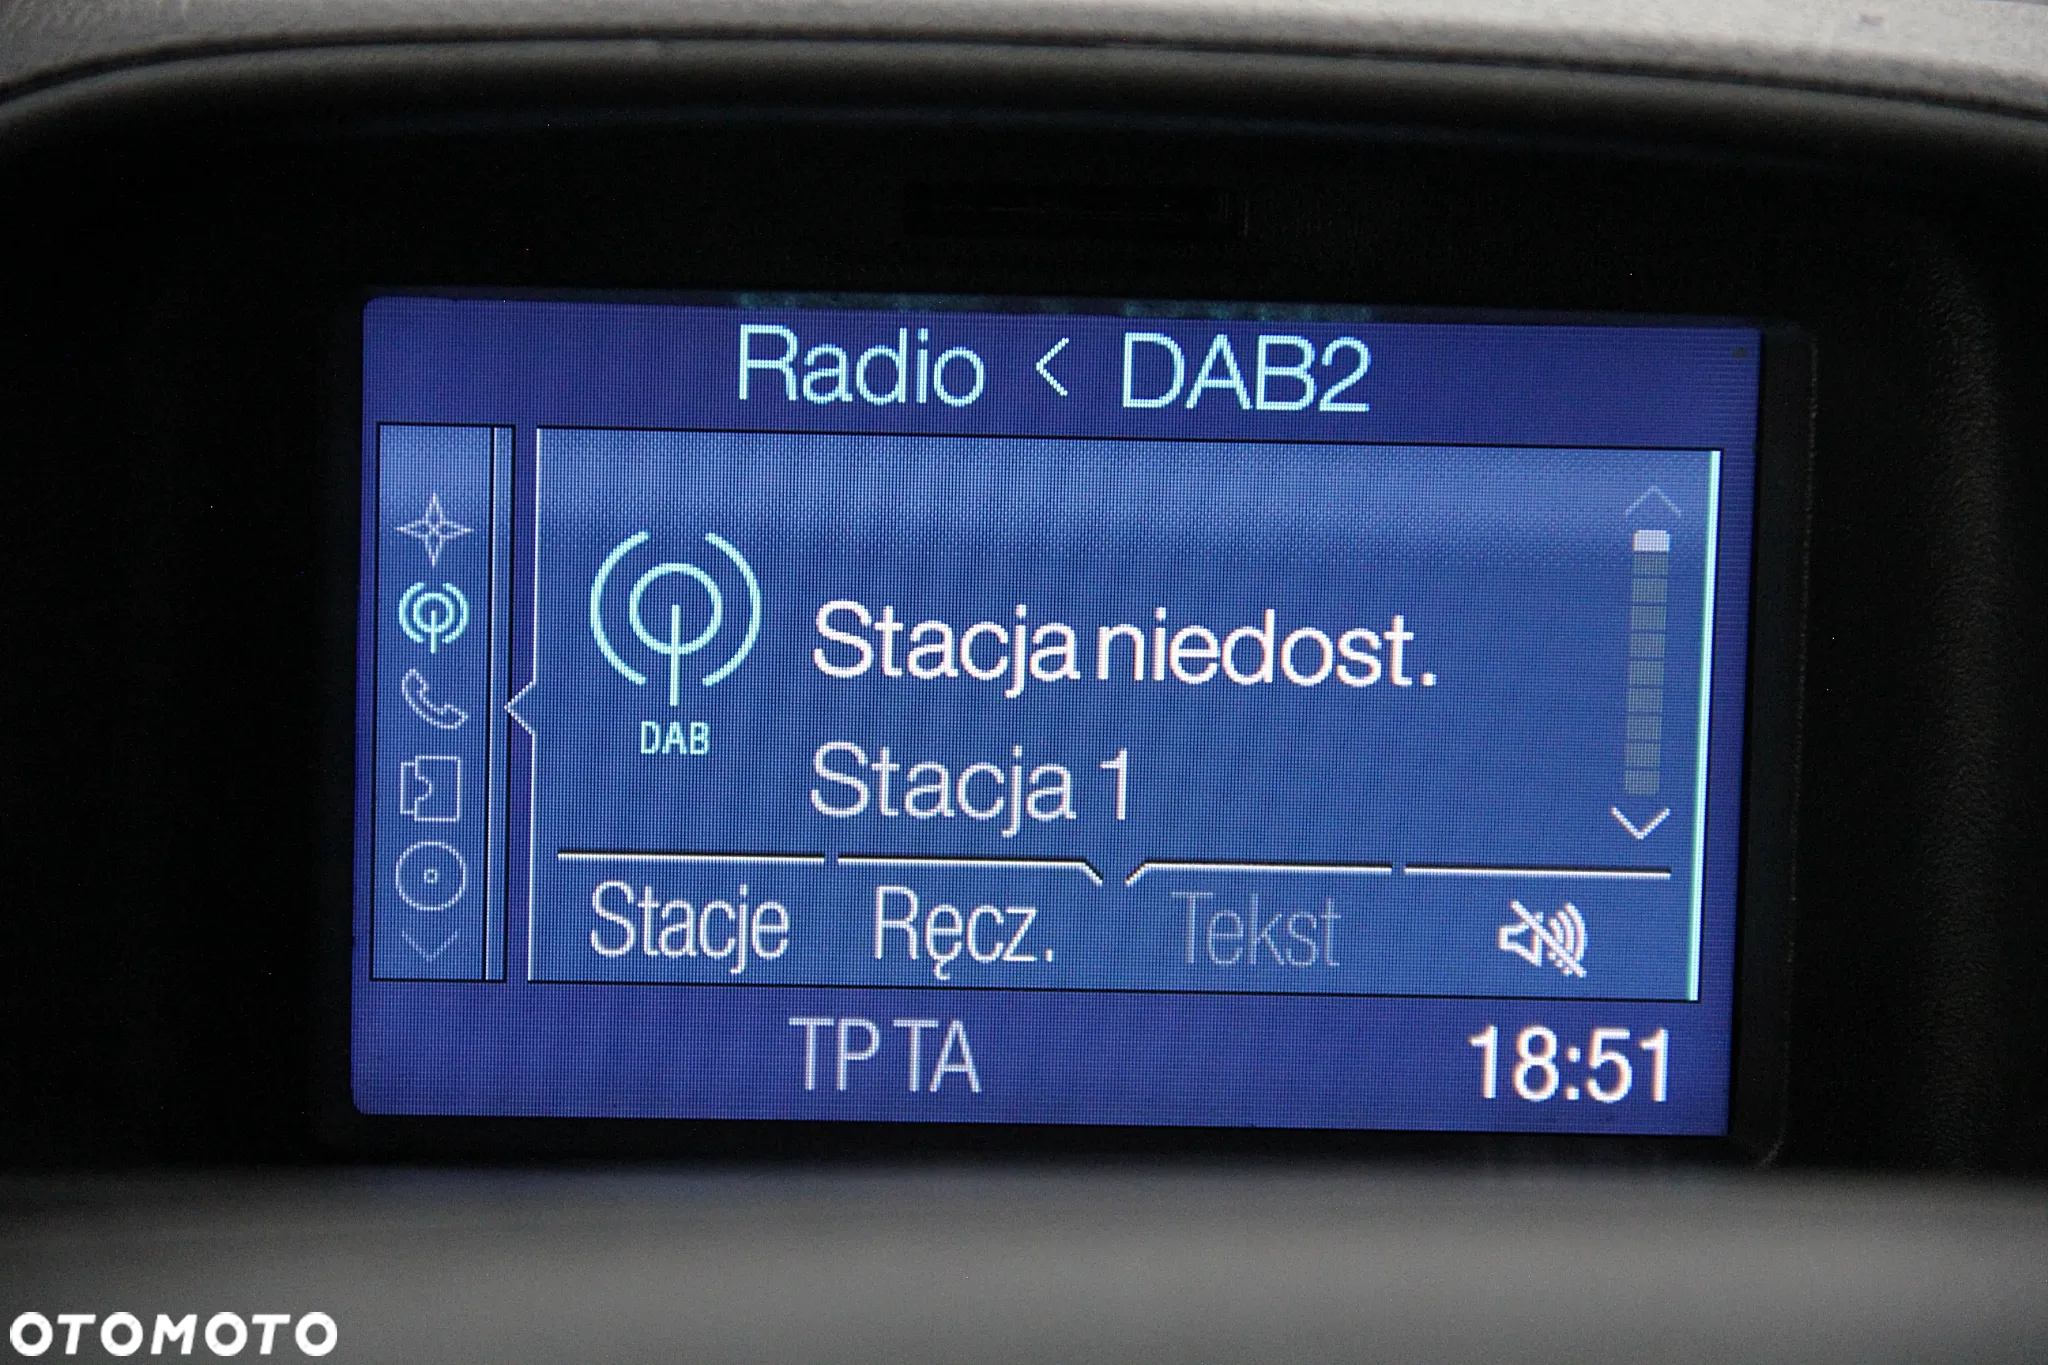 Radio < DAB2
Stacja niedost.
DAB
Stacja 1
Stacje Ręcz. Tekst
TP TA 18:51
OTOMOTO